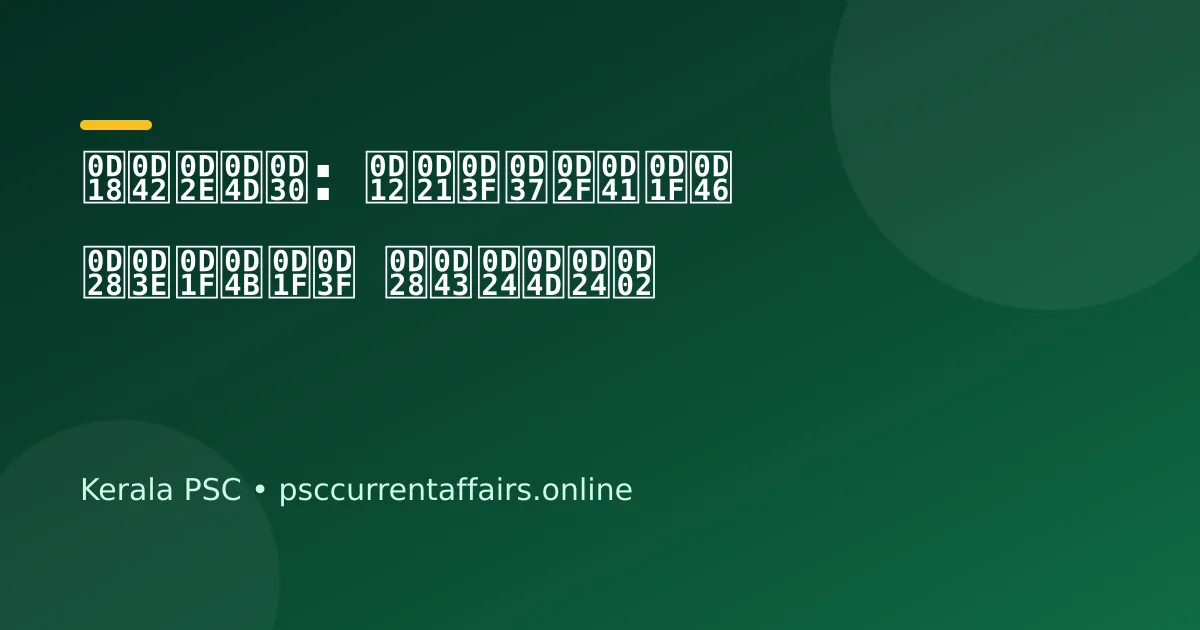 ഘൂമ്ര: ഒഡിഷയുടെ
നാടോടി നൃത്തം
Kerala PSC • psccurrentaffairs.online